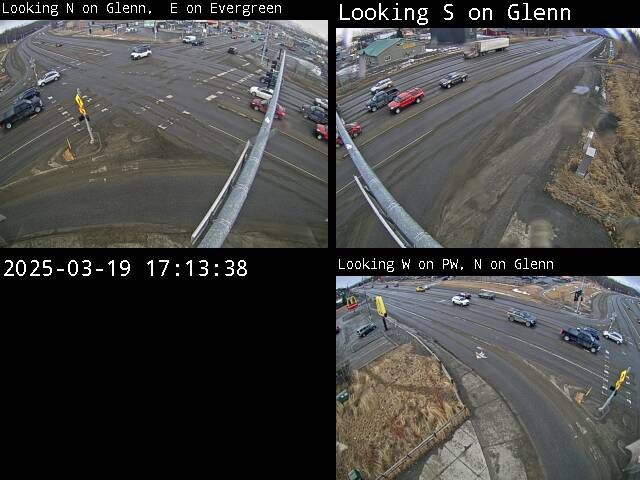 Looking N on Glenn,  E on Evergreen
Looking S on Glenn
2025-03-19 17:13:38
Looking W on PW, N on Glenn